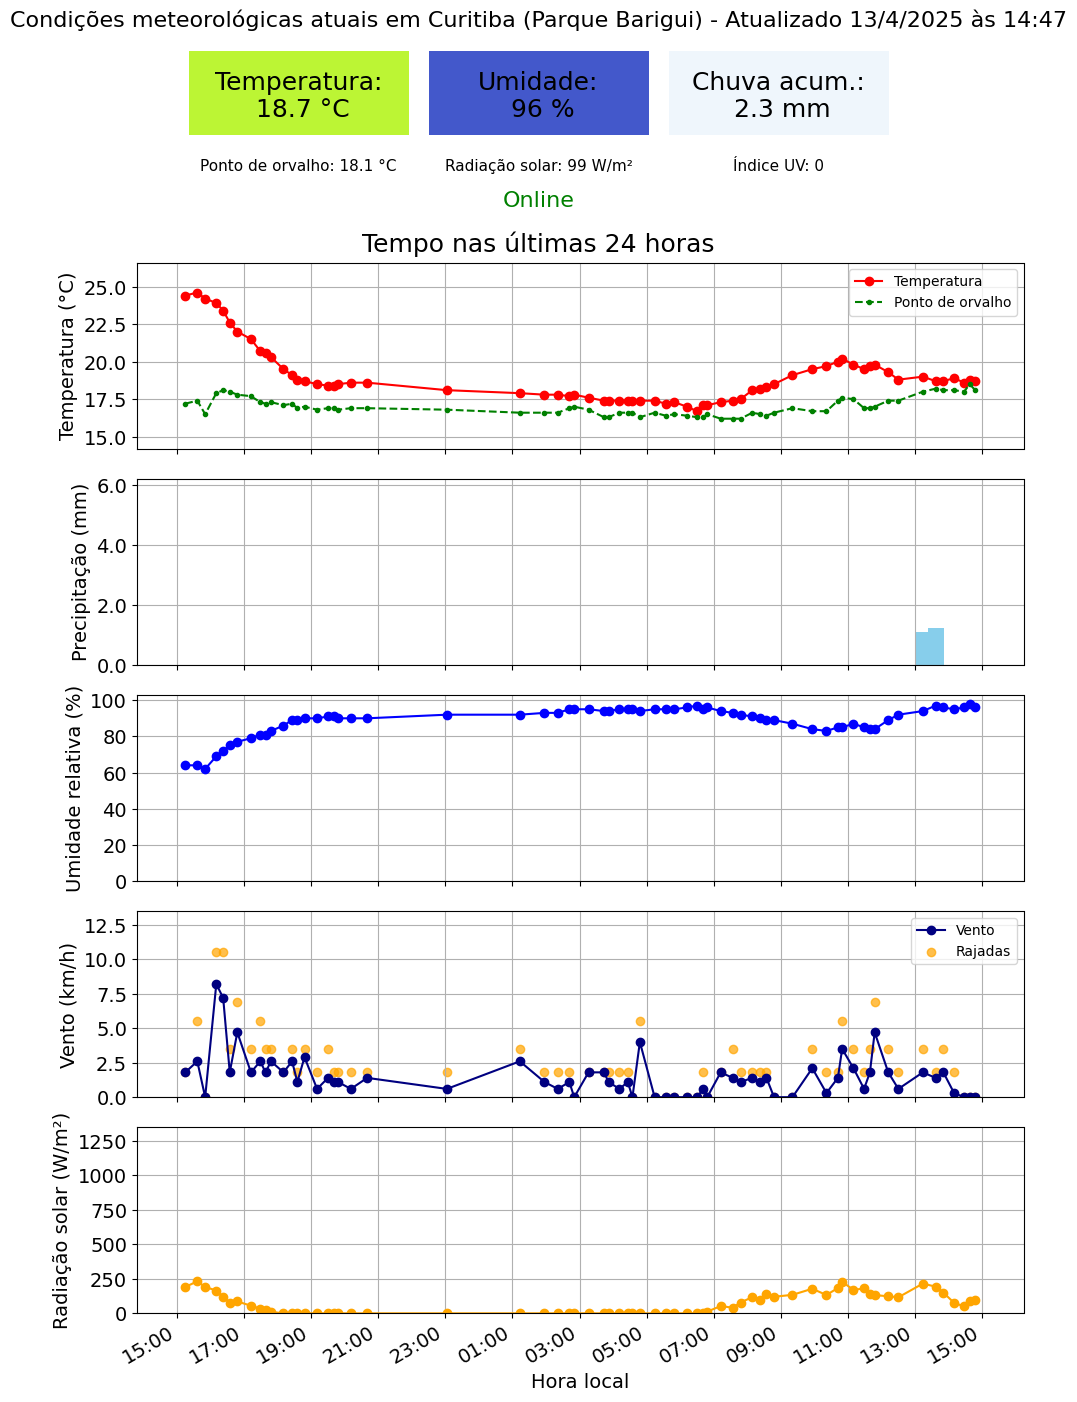 Condições meteorológicas atuais em Curitiba (Parque Barigui) - Atualizado 13/4/2025 às 14:47
Temperatura:
18.7 °C
Umidade:
96 %
Chuva acum.:
2.3 mm
Ponto de orvalho: 18.1 °C
Radiação solar: 99 W/m²
Índice UV: 0
Online
Tempo nas últimas 24 horas
Temperatura (°C)
25.0
22.5
20.0
17.5
15.0
Temperatura
Ponto de orvalho
Precipitação (mm)
6.0
4.0
2.0
0.0
Umidade relativa (%)
100
80
60
40
20
0
Vento (km/h)
12.5
10.0
7.5
5.0
2.5
0.0
Vento
Rajadas
Radiação solar (W/m²)
1250
1000
750
500
250
0
15:00
17:00
19:00
21:00
23:00
01:00
03:00
05:00
07:00
09:00
11:00
13:00
15:00
Hora local